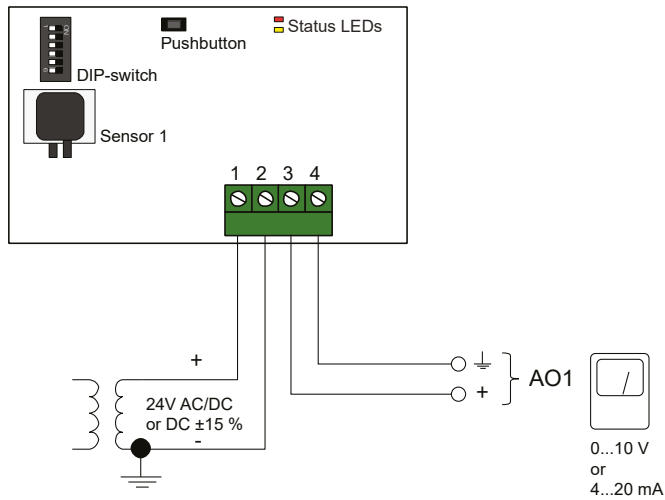 Status LEDs
Pushbutton
DIP-switch
Sensor 1
1 2 3 4
+
24V AC/DC
or DC ±15 %
-
+
AO1
0...10 V
or
4...20 mA